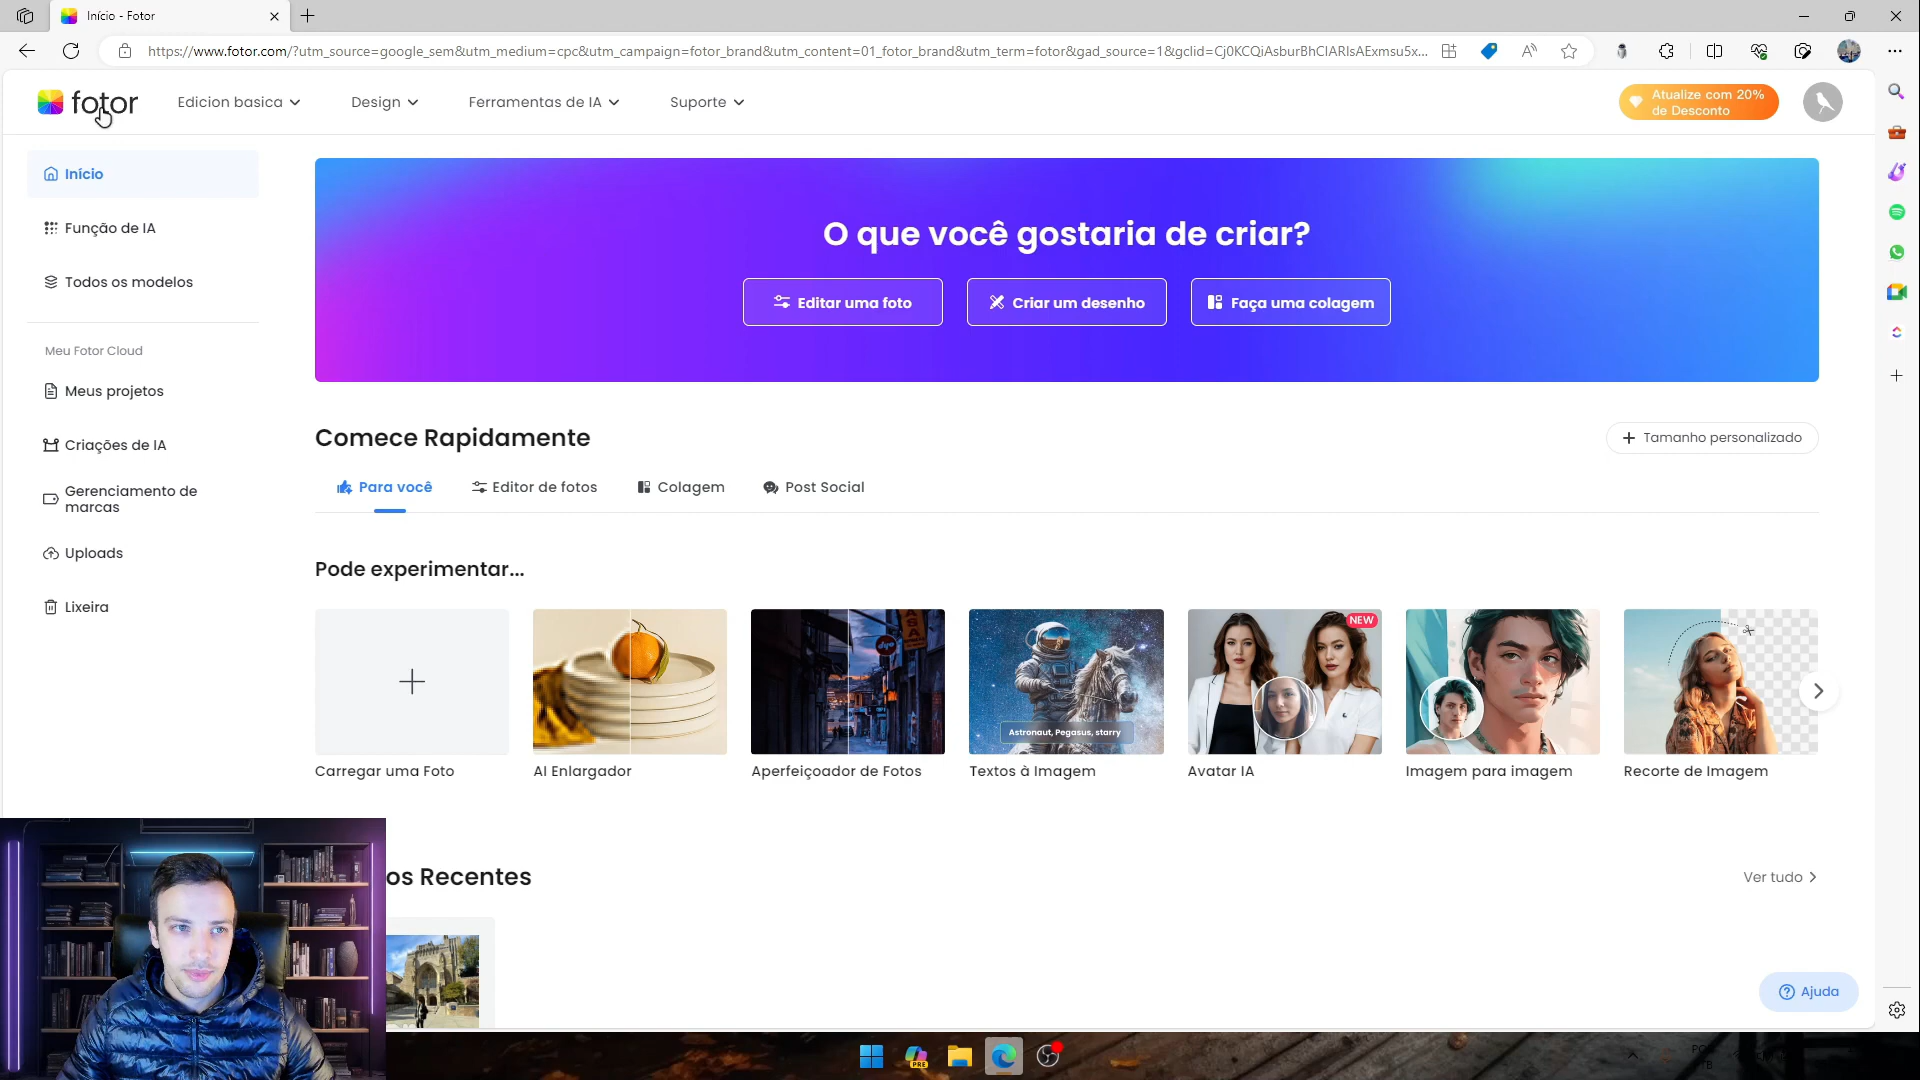 Início - Fotor
https://www.fotor.com/?utm_source=google_sem&utm_medium=cpc&utm_campaign=fotor_brand&utm_content=01_fotor_brand&utm_term=fotor&gad_source=1&gclid=Cj0KCQiAsburBhCIARIsAExmsu5x...
fotor
Edicion basica
Design
Ferramentas de IA
Suporte
Atualize com 20%
de Desconto
Início
Função de IA
Todos os modelos
Meu Fotor Cloud
Meus projetos
Criações de IA
Gerenciamento de
marcas
Uploads
Lixeira
O que você gostaria de criar?
Editar uma foto
Criar um desenho
Faça uma colagem
Comece Rapidamente
Tamanho personalizado
Para você
Editor de fotos
Colagem
Post Social
Pode experimentar...
Astronaut, Pegasus, starry
NEW
Carregar uma Foto
AI Enlargador
Aperfeiçoador de Fotos
Textos à Imagem
Avatar IA
Imagem para imagem
Recorte de Imagem
os Recentes
Ver tudo
Ajuda
PRE